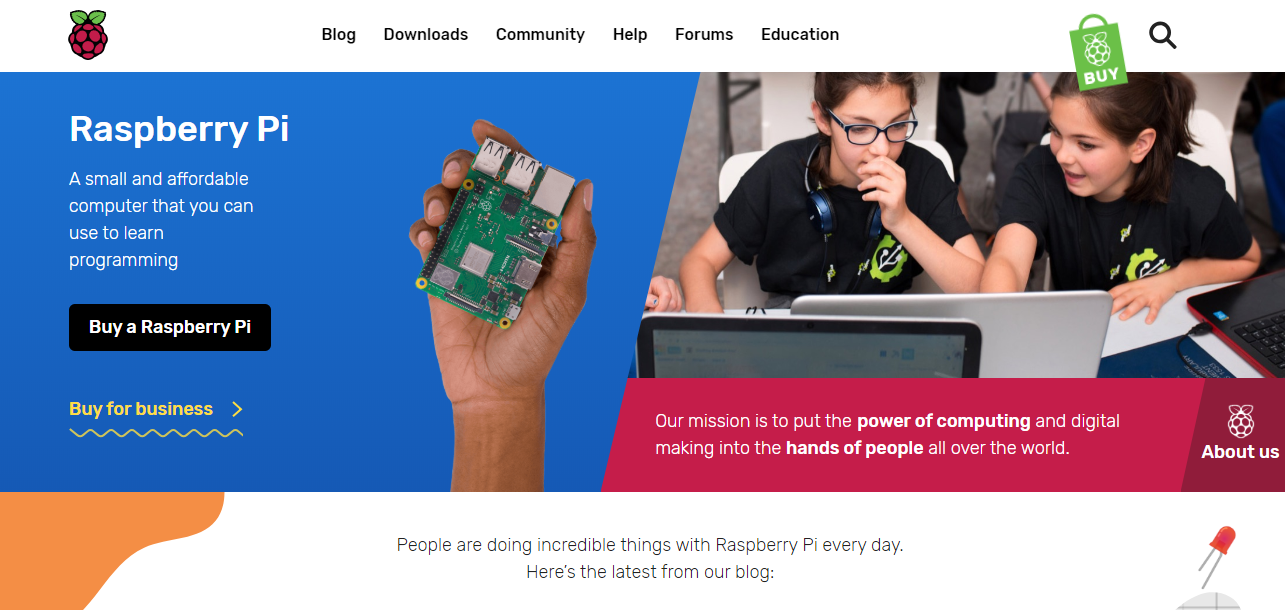 Blog Downloads Community Help Forums Education
BUY
Raspberry Pi
A small and affordable
computer that you can
use to learn
programming
Buy a Raspberry Pi
Buy for business
Our mission is to put the power of computing and digital
making into the hands of people all over the world.
About us
People are doing incredible things with Raspberry Pi every day.
Here’s the latest from our blog: